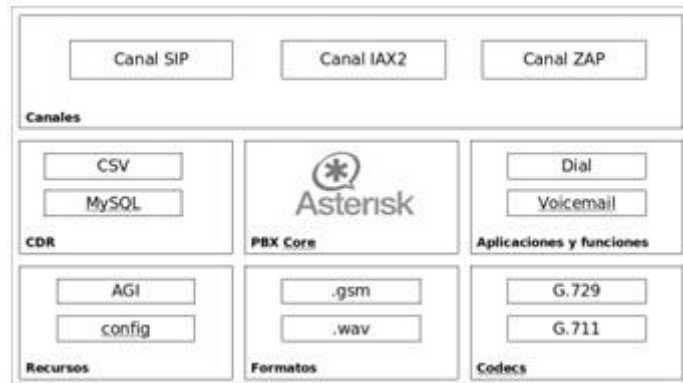 Canal SIP
Canal IAX2
Canal ZAP
Canales
CSV
MySQL
CDR
Asterisk
PBX Core
Dial
Voicemail
Aplicaciones y funciones
AGI
config
Recursos
.gsm
.wav
Formatos
G.729
G.711
Codecs